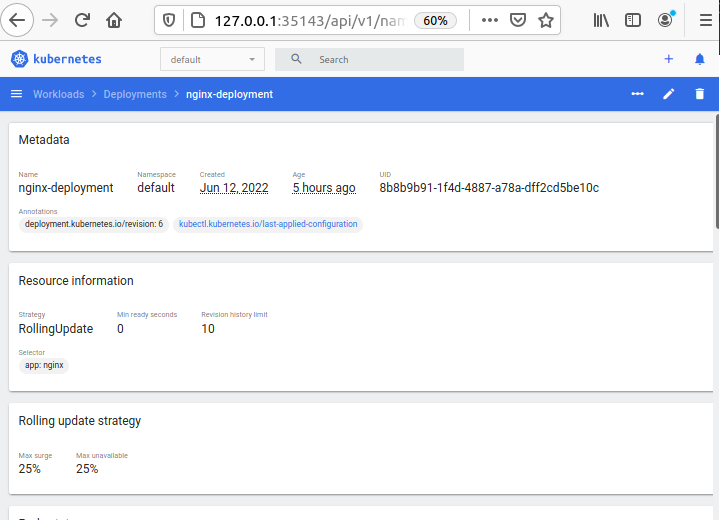 127.0.0.1:35143/api/v1/nam 60%
kubernetes default Search
Workloads Deployments nginx-deployment
Metadata
Name Namespace Created Age UID
nginx-deployment default Jun 12, 2022 5 hours ago 8b8b9b91-1f4d-4887-a78a-dff2cd5be10c
Annotations
deployment.kubernetes.io/revision: 6 kubectl.kubernetes.io/last-applied-configuration
Resource information
Strategy Min ready seconds Revision history limit
RollingUpdate 0 10
Selector
app: nginx
Rolling update strategy
Max surge Max unavailable
25% 25%